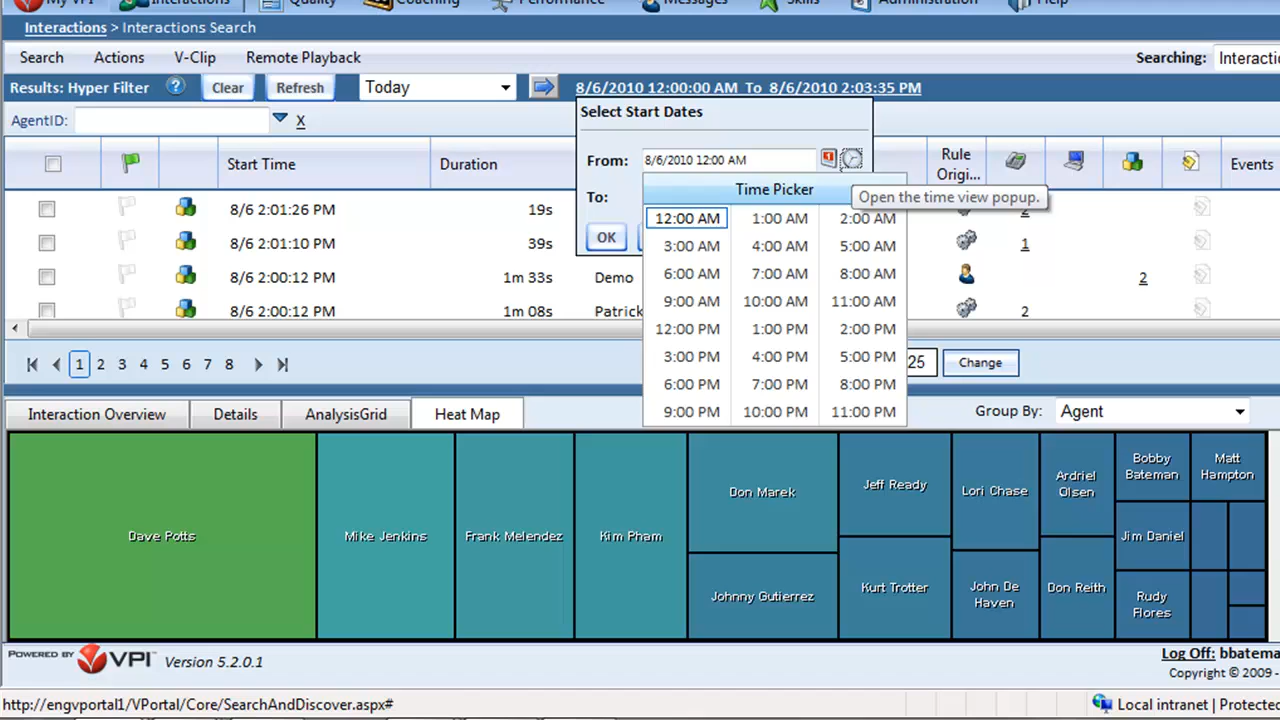 My VPI Interactions Quality Coaching Performance Messages Skills Administration Help
Interactions > Interactions Search
Search Actions V-Clip Remote Playback Searching: Interacti
Results: Hyper Filter ? Clear Refresh Today 8/6/2010 12:00:00 AM To 8/6/2010 2:03:35 PM
Select Start Dates
AgentID: X
From: 8/6/2010 12:00 AM
Start Time Duration Rule Origi... Events
Time Picker
Open the time view popup.
To:
OK
12:00 AM 1:00 AM 2:00 AM
3:00 AM 4:00 AM 5:00 AM
6:00 AM 7:00 AM 8:00 AM
9:00 AM 10:00 AM 11:00 AM
12:00 PM 1:00 PM 2:00 PM
3:00 PM 4:00 PM 5:00 PM
6:00 PM 7:00 PM 8:00 PM
9:00 PM 10:00 PM 11:00 PM
8/6 2:01:26 PM 19s
8/6 2:01:10 PM 39s 1
8/6 2:00:12 PM 1m 33s Demo 2
8/6 2:00:12 PM 1m 08s Patrick 2
1 2 3 4 5 6 7 8 25 Change
Interaction Overview Details AnalysisGrid Heat Map Group By: Agent
Dave Potts
Mike Jenkins
Frank Melendez
Kim Pham
Don Marek
Johnny Gutierrez
Jeff Ready
Kurt Trotter
Lori Chase
John De
Haven
Ardriel
Olsen
Don Reith
Bobby
Bateman
Jim Daniel
Rudy
Flores
Matt
Hampton
POWERED BY VPI Version 5.2.0.1
Log Off: bbatema
Copyright © 2009 -
http://engvportal1/VPortal/Core/SearchAndDiscover.aspx# Local intranet | Protected